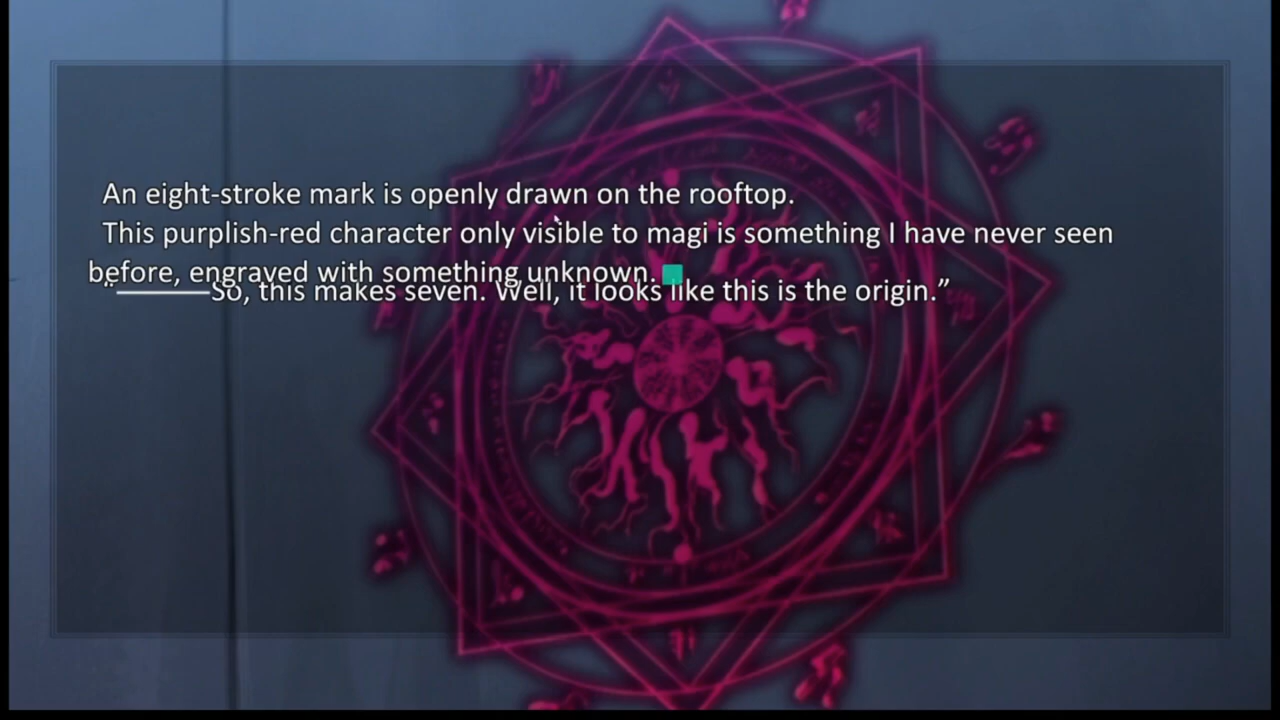 An eight-stroke mark is openly drawn on the rooftop.
This purplish-red character only visible to magi is something I have never seen
before, engraved with something unknown.
“———So, this makes seven. Well, it looks like this is the origin.”